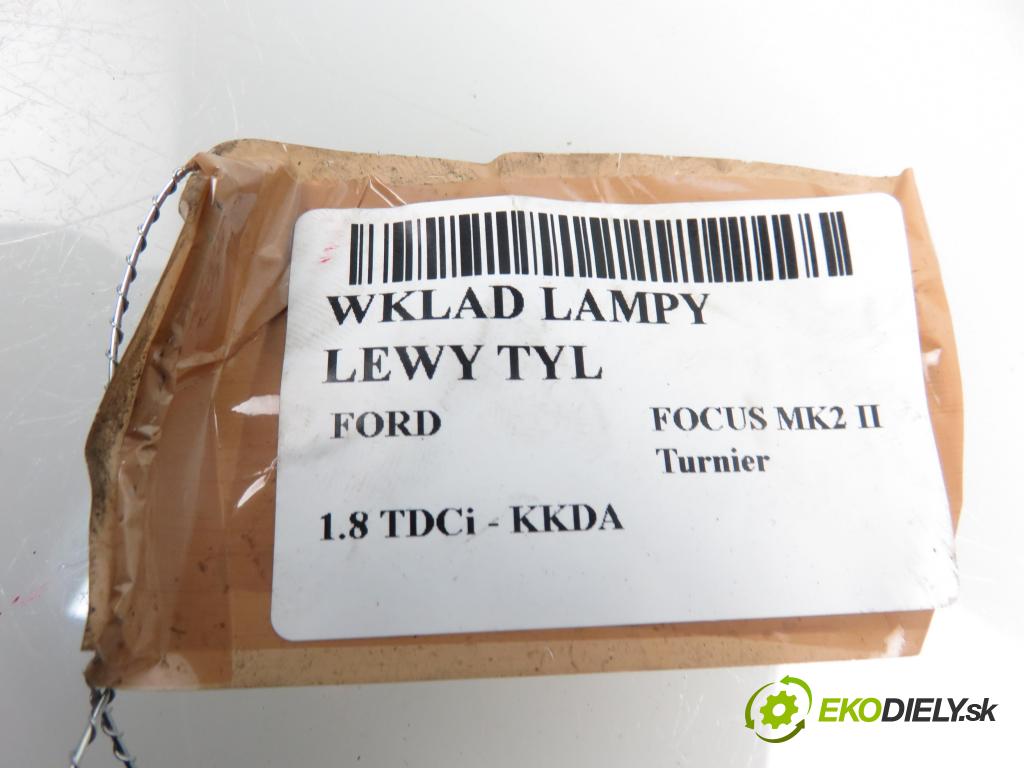 WKLAD LAMPY
LEWY TYL
FORD FOCUS MK2 II
Turnier
1.8 TDCi - KKDA
EKODIELY.sk